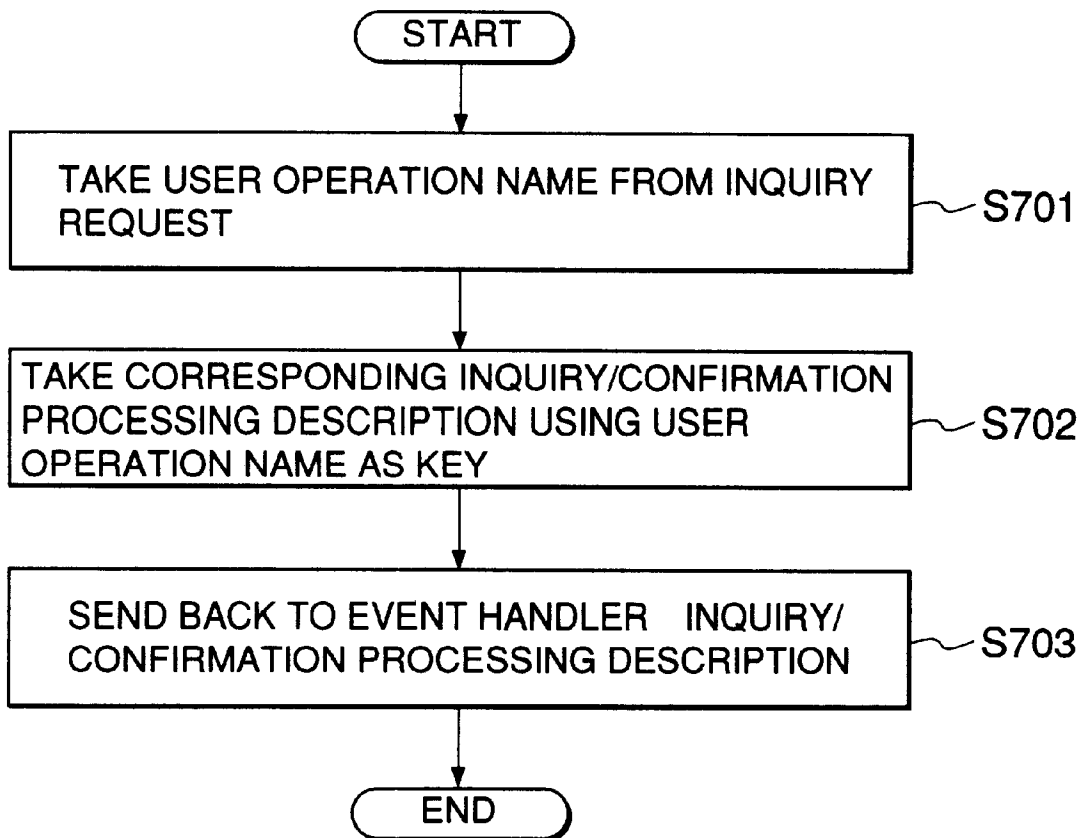 START
TAKE USER OPERATION NAME FROM INQUIRY
REQUEST
S701
TAKE CORRESPONDING INQUIRY/CONFIRMATION
PROCESSING DESCRIPTION USING USER
OPERATION NAME AS KEY
S702
SEND BACK TO EVENT HANDLER INQUIRY/
CONFIRMATION PROCESSING DESCRIPTION
S703
END